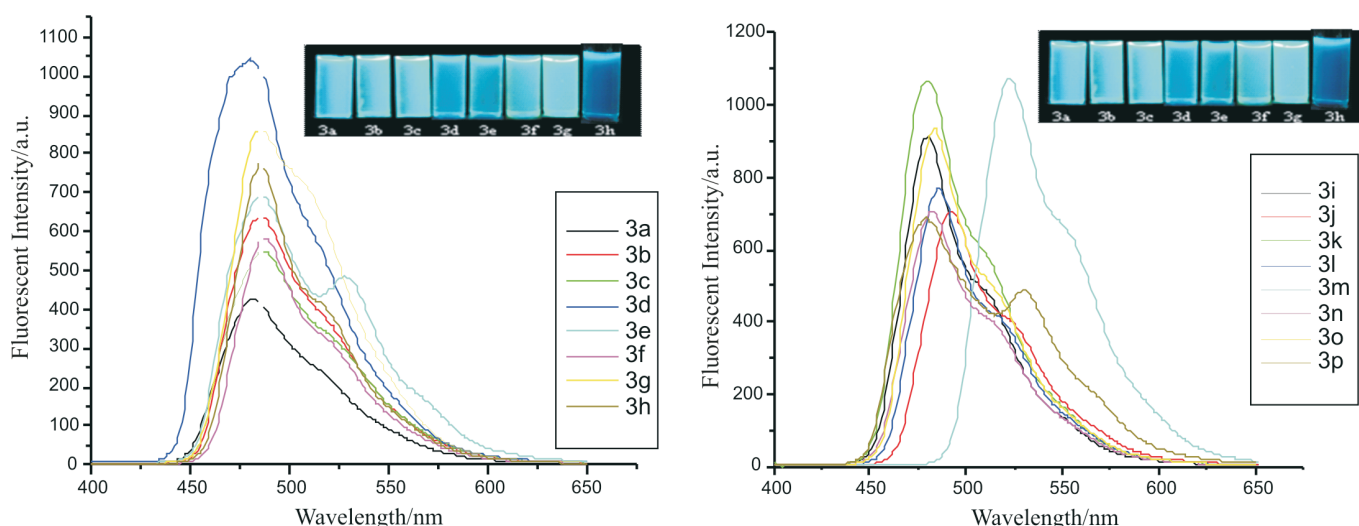 Fluorescent Intensity/a.u.
1100
1000
900
800
700
600
500
400
300
200
100
0
400
450
500
550
600
650
Wavelength/nm
3a 3b 3c 3d 3e 3f 3g 3h
3a
3b
3c
3d
3e
3f
3g
3h
Fluorescent Intensity/a.u.
1200
1000
800
600
400
200
0
400
450
500
550
600
650
Wavelength/nm
3a 3b 3c 3d 3e 3f 3g 3h
3i
3j
3k
3l
3m
3n
3o
3p